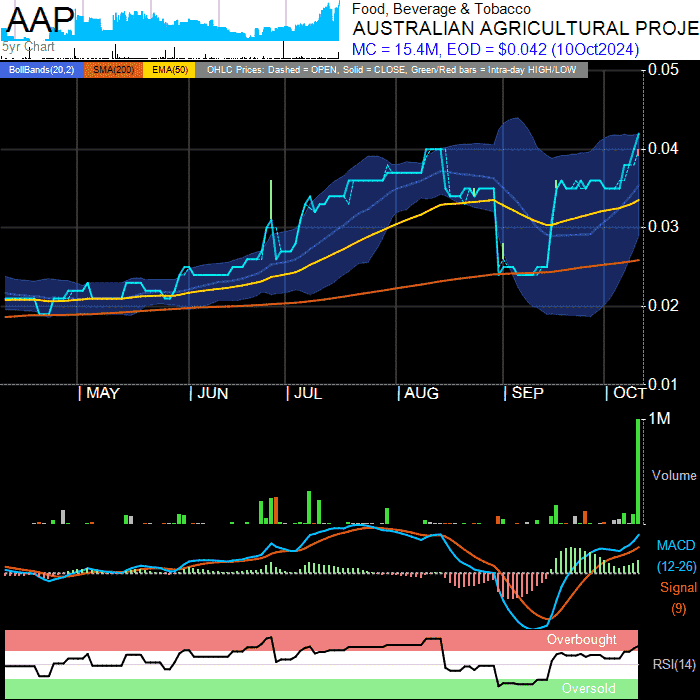 AAP
5yr Chart
Food, Beverage & Tobacco
AUSTRALIAN AGRICULTURAL PROJE
MC = 15.4M, EOD = $0.042 (10Oct2024)
BollBands(20,2) SMA(200) EMA(50) OHLC Prices: Dashed = OPEN, Solid = CLOSE, Green/Red bars = Intra-day HIGH/LOW
0.05
0.04
0.03
0.02
0.01
| MAY | JUN | JUL | AUG | SEP | OCT
1M
Volume
MACD
(12-26)
Signal
(9)
Overbought
RSI(14)
Oversold